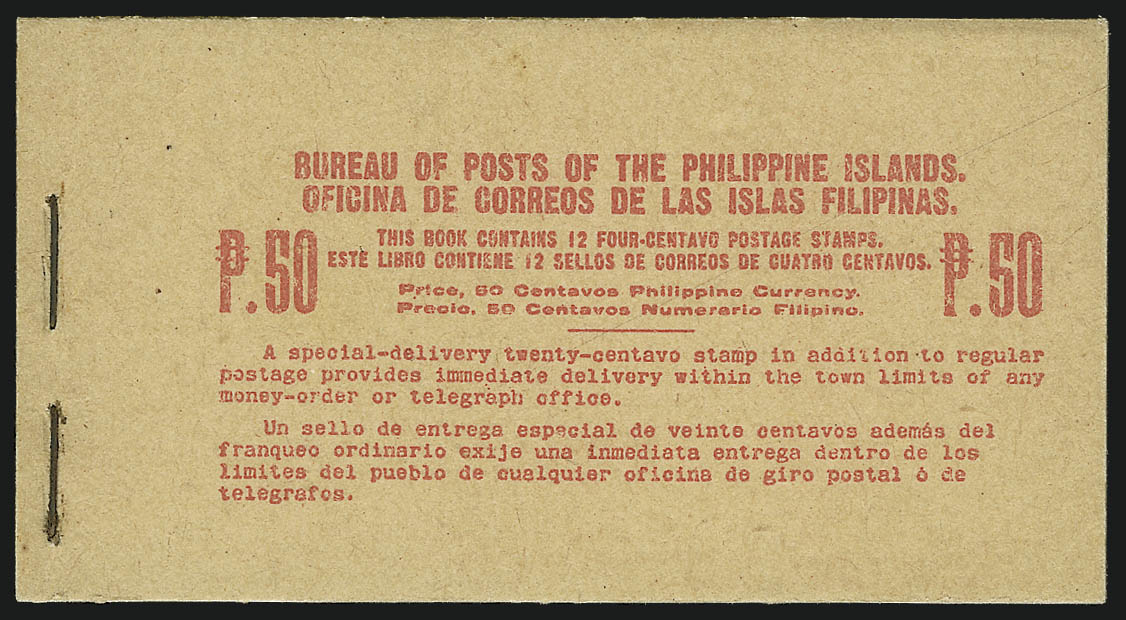 BUREAU OF POSTS OF THE PHILIPPINE ISLANDS.
OFICINA DE CORREOS DE LAS ISLAS FILIPINAS.
₱.50 THIS BOOK CONTAINS 12 FOUR-CENTAVO POSTAGE STAMPS. ₱.50
ESTE LIBRO CONTIENE 12 SELLOS DE CORREOS DE CUATRO CENTAVOS.
Price, 50 Centavos Philippine Currency.
Precio, 50 Centavos Numerario Filipino.
A special-delivery twenty-centavo stamp in addition to regular
postage provides immediate delivery within the town limits of any
money-order or telegraph office.
Un sello de entrega especial de veinte centavos además del
franqueo ordinario exije una inmediata entrega dentro de los
limites del pueblo de cualquier oficina de giro postal ó de
telegrafos.